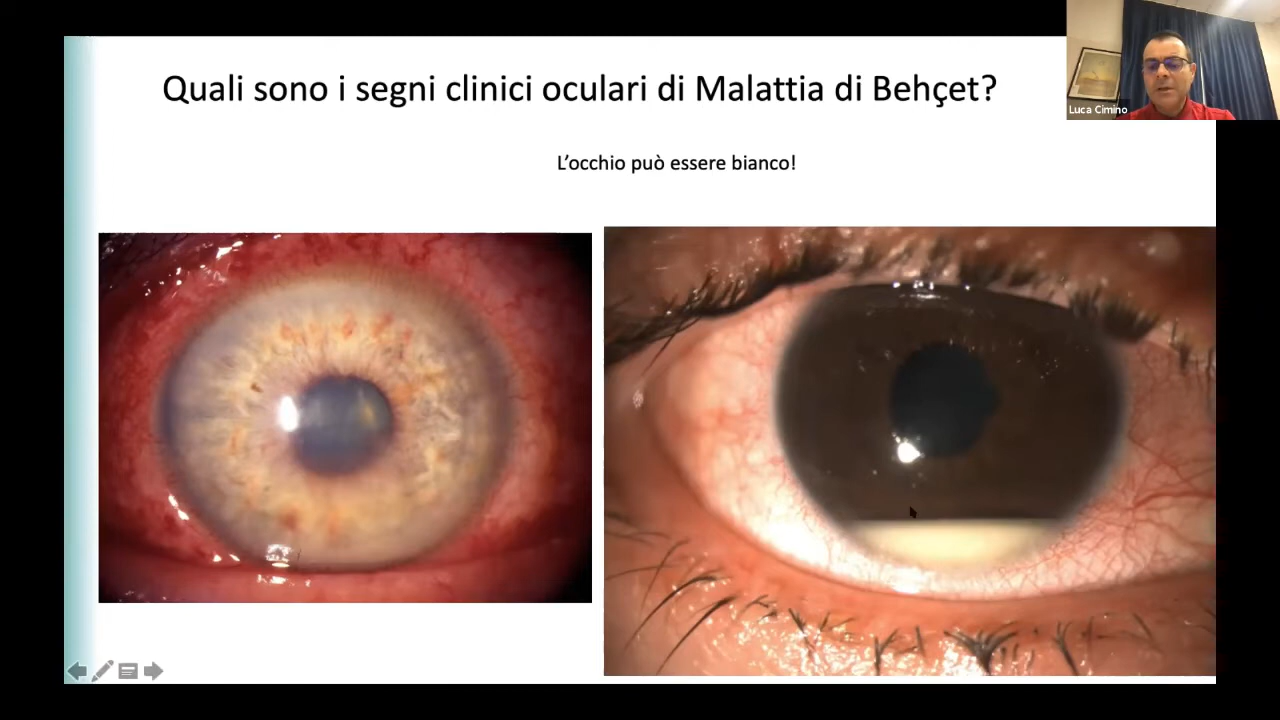 Quali sono i segni clinici oculari di Malattia di Behçet?
Luca Cimino
L'occhio può essere bianco!